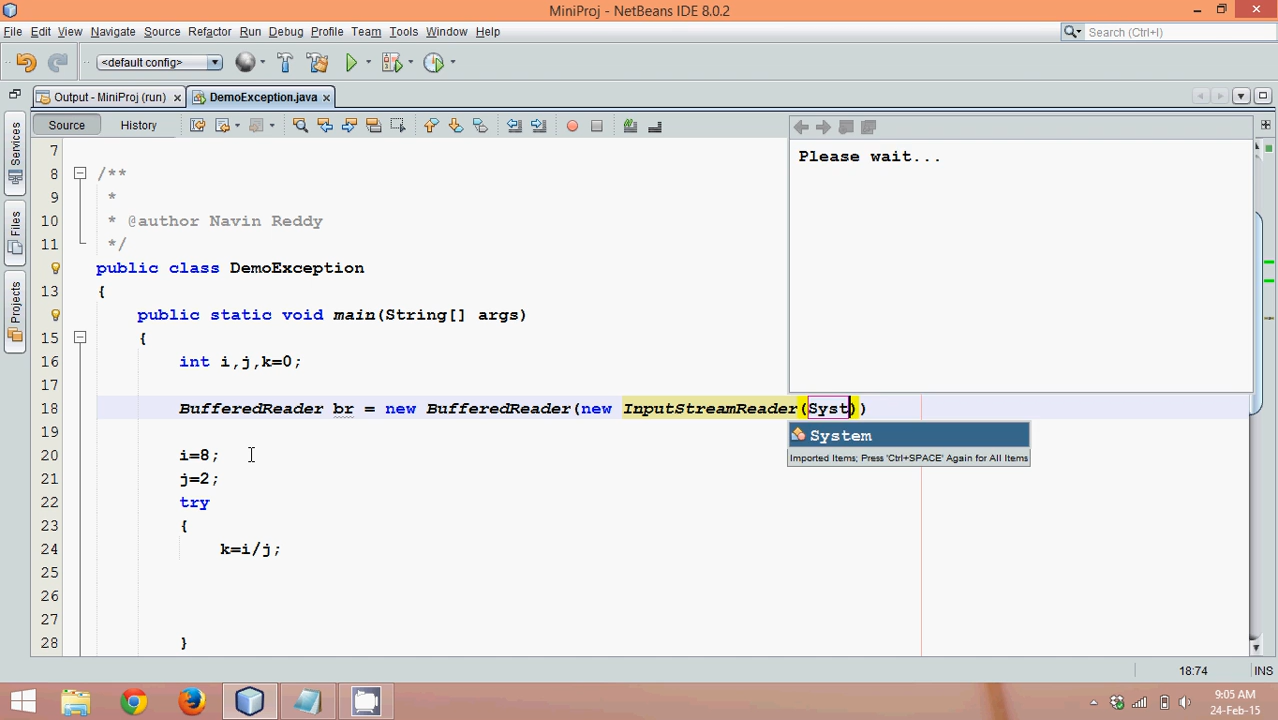 MiniProj - NetBeans IDE 8.0.2
File Edit View Navigate Source Refactor Run Debug Profile Team Tools Window Help
Search (Ctrl+I)
<default config>
Output - MiniProj (run) DemoException.java
Source History
Services
Files
Projects
Please wait...
7
8 /**
9 *
10 * @author Navin Reddy
11 */
public class DemoException
13 {
public static void main(String[] args)
15 {
16 int i,j,k=0;
17
18 BufferedReader br = new BufferedReader(new InputStreamReader(Syst))
19
System
Imported Items; Press 'Ctrl+SPACE' Again for All Items
20 i=8;
21 j=2;
22 try
23 {
24 k=i/j;
25
26
27
28 }
18:74 INS
9:05 AM
24-Feb-15